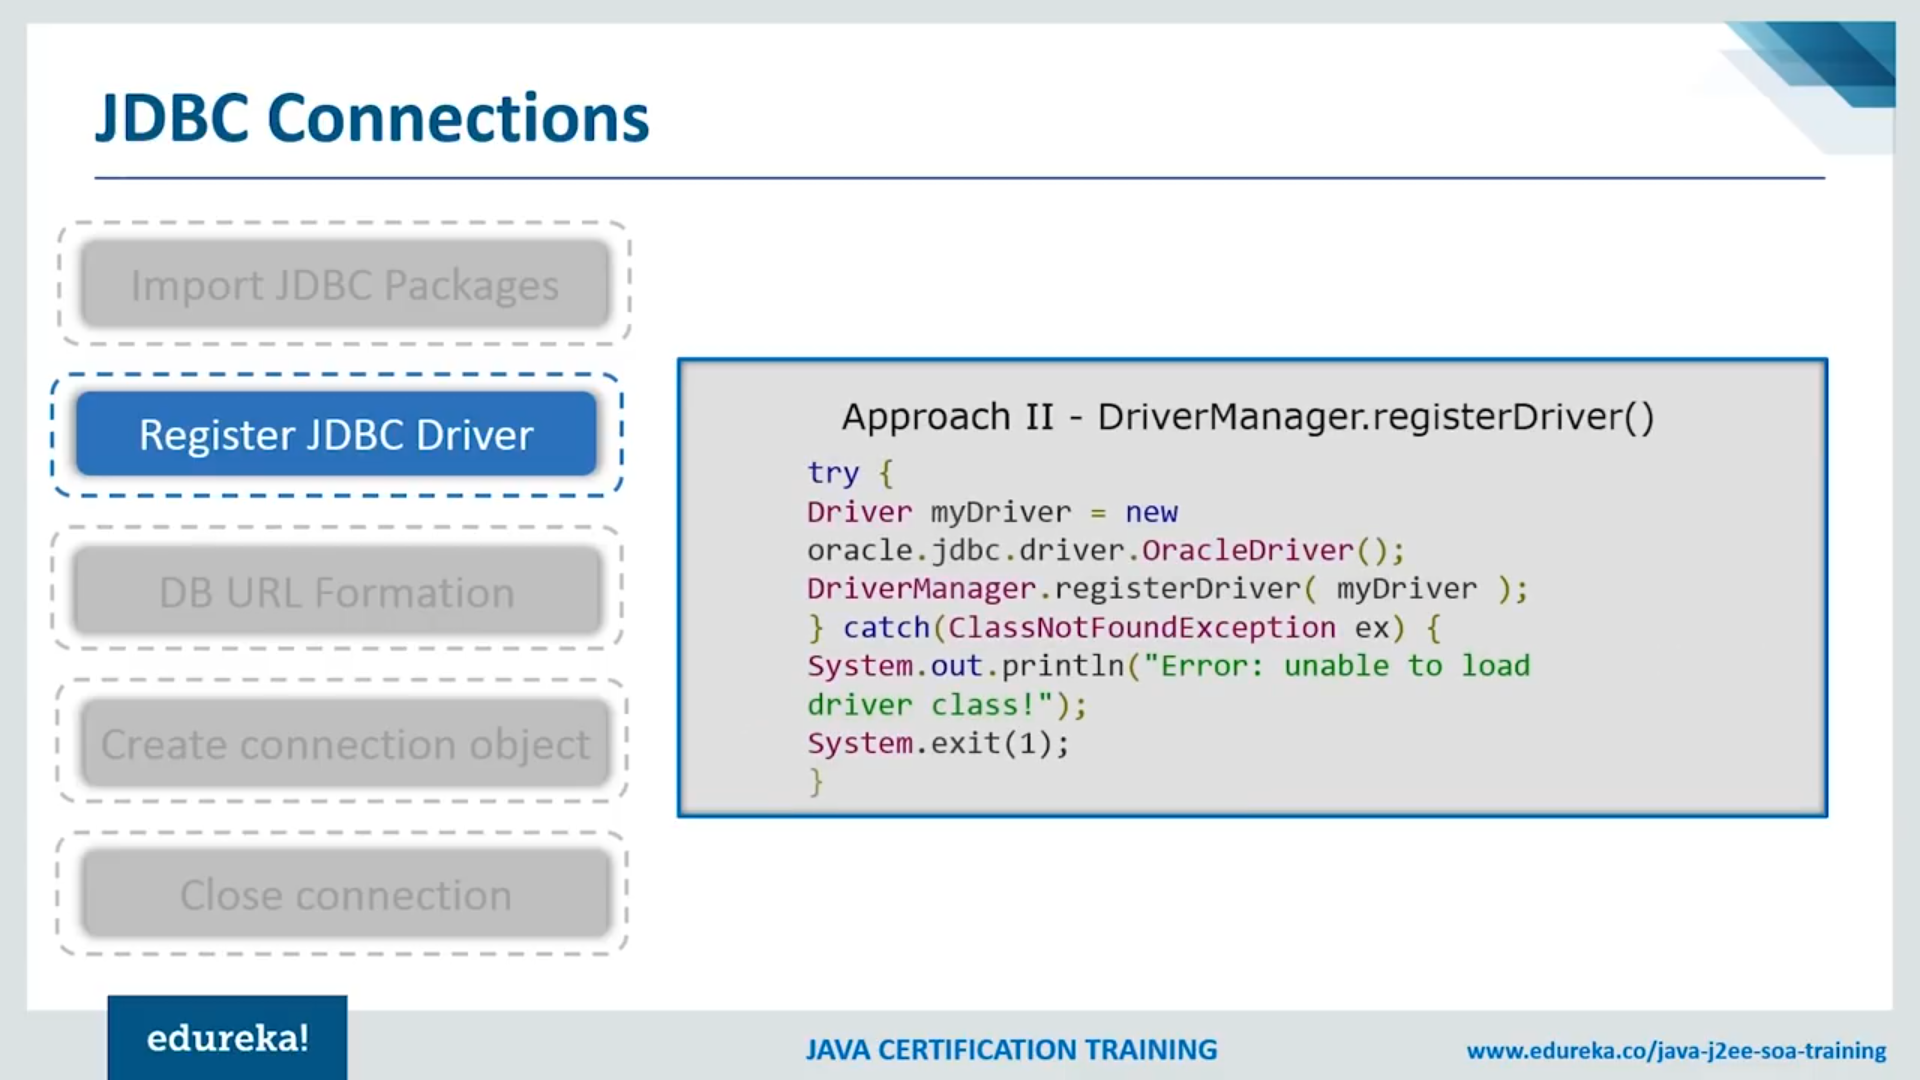 JDBC Connections
Import JDBC Packages
Register JDBC Driver
DB URL Formation
Create connection object
Close connection
Approach II - DriverManager.registerDriver()
try {
Driver myDriver = new
oracle.jdbc.driver.OracleDriver();
DriverManager.registerDriver( myDriver );
} catch(ClassNotFoundException ex) {
System.out.println("Error: unable to load
driver class!");
System.exit(1);
}
edureka!
JAVA CERTIFICATION TRAINING
www.edureka.co/java-j2ee-soa-training